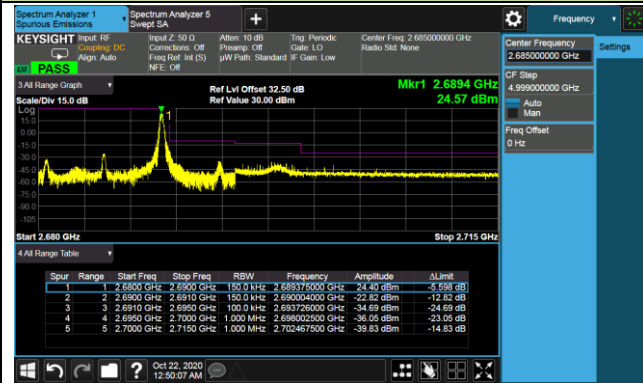 Spectrum Analyzer 1
Spurious Emissions
Spectrum Analyzer 5
Swept SA
Frequency
KEYSIGHT
Input: RF
Coupling: DC
Align: Auto
Input Z: 50 Ω
Corrections: Off
Freq Ref: Int (S)
NFE: Off
Atten: 10 dB
Preamp: Off
µW Path: Standard
Trig: Periodic
Gate: LO
IF Gain: Low
Center Freq: 2.685000000 GHz
Radio Std: None
PASS
Center Frequency
2.685000000 GHz
Settings
CF Step
4.999000000 GHz
Auto
Man
Freq Offset
0 Hz
3 All Range Graph
Scale/Div 15.0 dB
Ref Lvl Offset 32.50 dB
Ref Value 30.00 dBm
Mkr1 2.6894 GHz
24.57 dBm
Log
15.0
0.00
-15.0
-30.0
-45.0
-60.0
-75.0
-90.0
-105
1
Start 2.680 GHz
Stop 2.715 GHz
4 All Range Table
Spur Range Start Freq Stop Freq RBW Frequency Amplitude ΔLimit
1 1 2.6800 GHz 2.6900 GHz 150.0 kHz 2.689375000 GHz 24.40 dBm -5.598 dB
2 2 2.6900 GHz 2.6910 GHz 150.0 kHz 2.690004000 GHz -22.82 dBm -12.82 dB
3 3 2.6910 GHz 2.6950 GHz 100.0 kHz 2.693726000 GHz -34.69 dBm -24.69 dB
4 4 2.6950 GHz 2.7000 GHz 1.000 MHz 2.698002500 GHz -36.05 dBm -23.05 dB
5 5 2.7000 GHz 2.7150 GHz 1.000 MHz 2.702467500 GHz -39.83 dBm -14.83 dB
Oct 22, 2020
12:50:07 AM